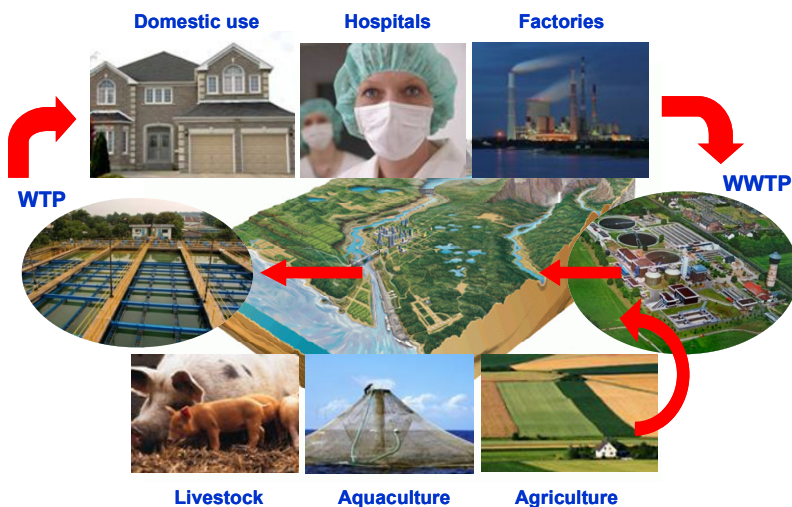 Domestic use
Hospitals
Factories
WTP
WWTP
Livestock
Aquaculture
Agriculture